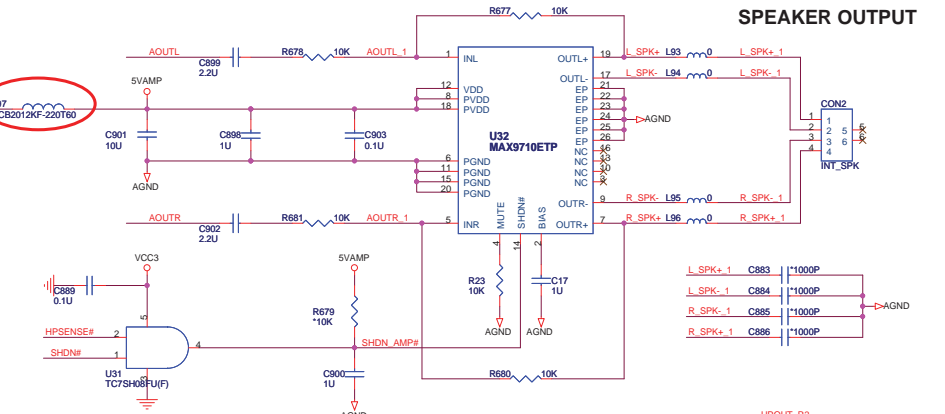 SPEAKER OUTPUT
R677 10K
AOUTL C899 2.2U R678 10K AOUTL_1 1 INL
OUTL+ 19 L_SPK+ L93 0 L_SPK+_1
OUTL- 17 L_SPK- L94 0 L_SPK-_1
07
CB2012KF-220T60
5VAMP
12 VDD
8 PVDD
18 PVDD
EP 21
EP 22
EP 23
EP 24 AGND
EP 25
EP 26
NC 16
NC 13
NC 10
NC
C901 10U
C898 1U
C903 0.1U
AGND
U32
MAX9710ETP
6 PGND
11 PGND
15 PGND
20 PGND
CON2
1 1
2 2 5 5
3 3 6 6
4 4
INT_SPK
AOUTR C902 2.2U R681 10K AOUTR_1 5 INR
OUTR- 9 R_SPK- L95 0 R_SPK-_1
OUTR+ 7 R_SPK+ L96 0 R_SPK+_1
MUTE SHDN# BIAS
4 14 2
R23 10K
C17 1U
AGND AGND
VCC3
C889 0.1U
5VAMP
R679 *10K
HPSENSE# 2
SHDN# 1
5
3
4
SHDN_AMP#
U31
TC7SH08FU(F)
C900 1U
AGND
R680 10K
L_SPK+_1 C883 *1000P
L_SPK-_1 C884 *1000P
R_SPK-_1 C885 *1000P
R_SPK+_1 C886 *1000P
AGND